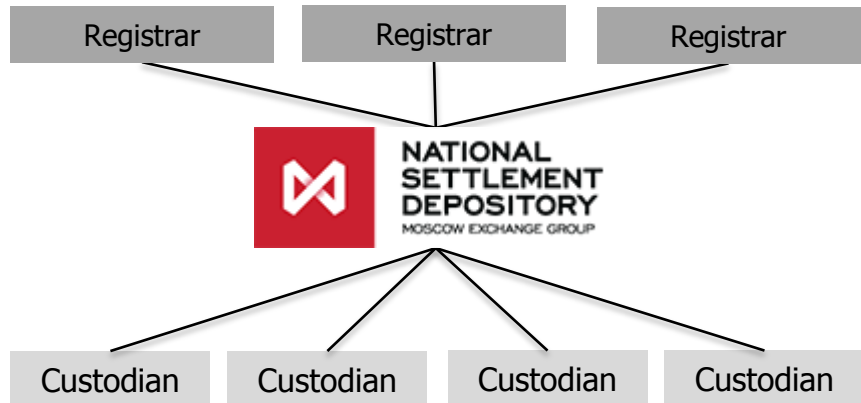 Registrar
Registrar
Registrar
NATIONAL
SETTLEMENT
DEPOSITORY
MOSCOW EXCHANGE GROUP
Custodian
Custodian
Custodian
Custodian